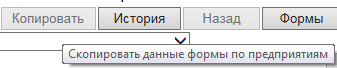 Копировать История Назад Формы
Скопировать данные формы по предприятиям